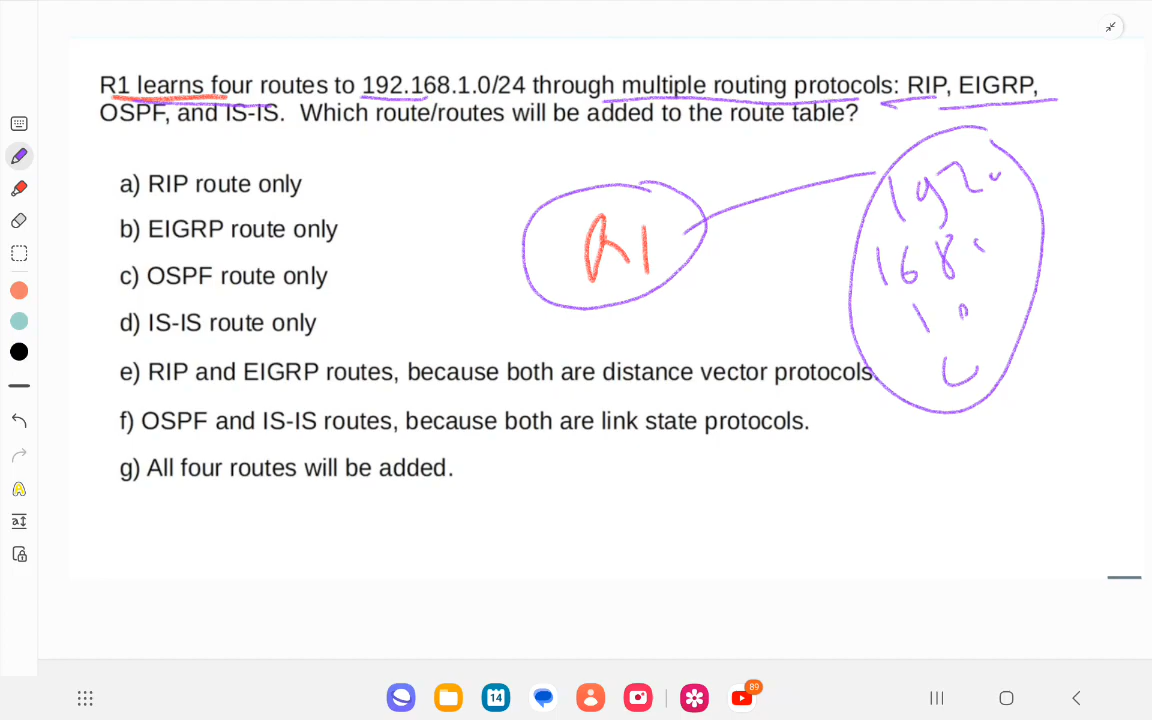 R1 learns four routes to 192.168.1.0/24 through multiple routing protocols: RIP, EIGRP,
OSPF, and IS-IS. Which route/routes will be added to the route table?
a) RIP route only
b) EIGRP route only
c) OSPF route only
d) IS-IS route only
e) RIP and EIGRP routes, because both are distance vector protocols.
f) OSPF and IS-IS routes, because both are link state protocols.
g) All four routes will be added.
R1
192.
168.
1 0
14
89